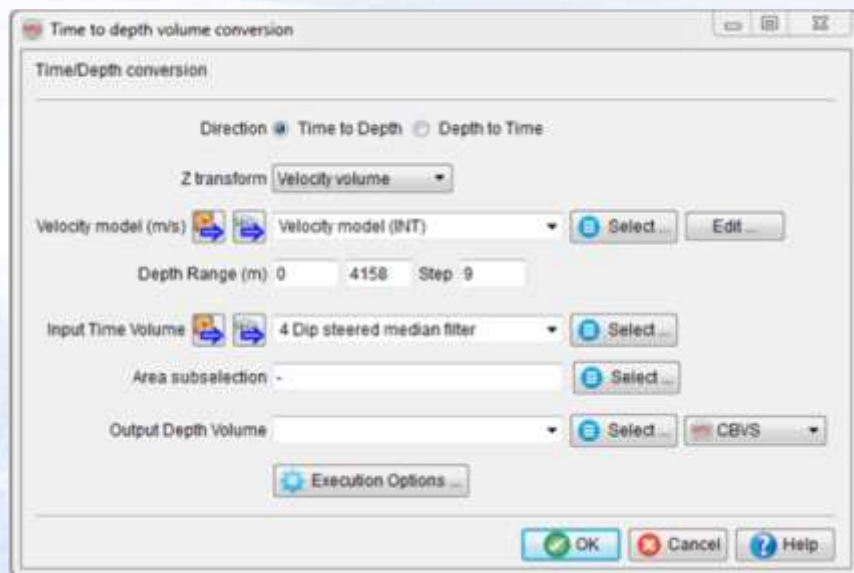 Time to depth volume conversion
Time/Depth conversion
Direction Time to Depth Depth to Time
Z transform Velocity volume
Velocity model (m/s) Velocity model (INT) Select ... Edit ...
Depth Range (m) 0 4158 Step 9
Input Time Volume 4 Dip steered median filter Select ...
Area subselection - Select ...
Output Depth Volume Select ... CBVS
Execution Options ...
OK Cancel Help